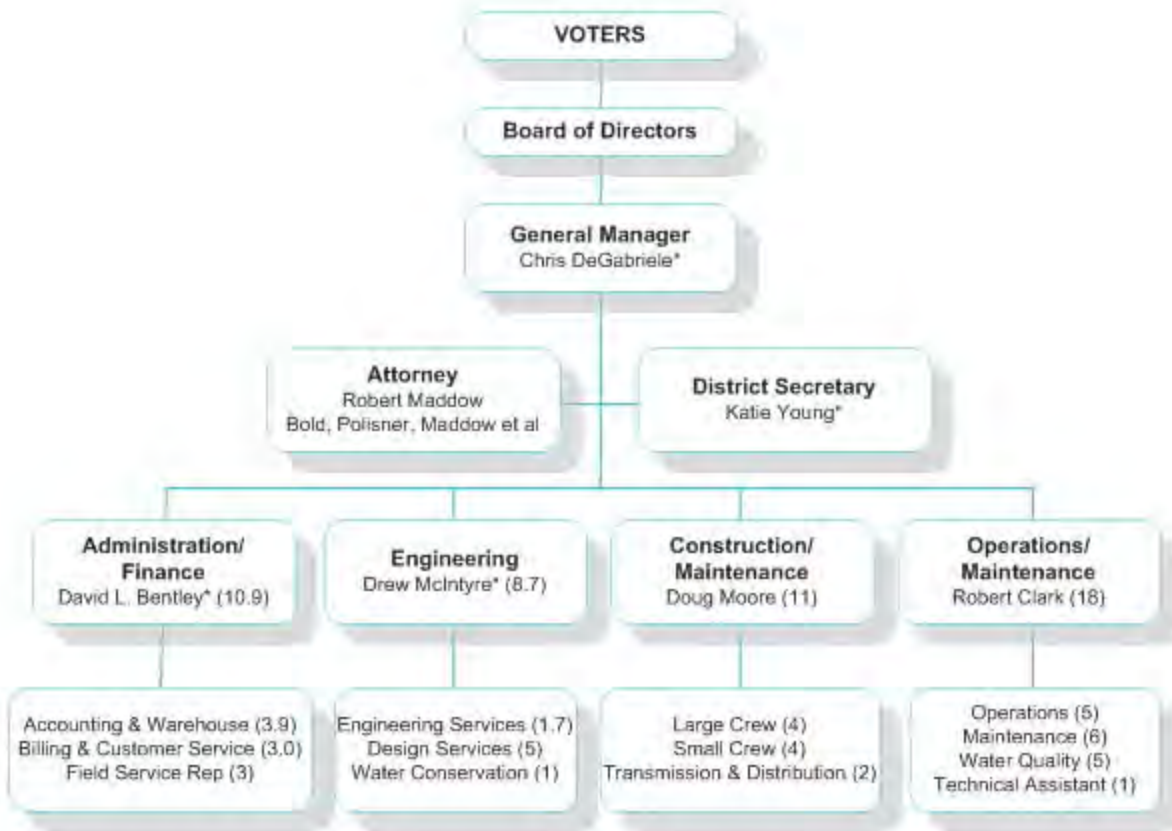 VOTERS
Board of Directors
General Manager
Chris DeGabriele*
Attorney
Robert Maddow
Bold, Polisner, Maddow et al
District Secretary
Katie Young*
Administration/
Finance
David L. Bentley* (10.9)
Engineering
Drew McIntyre* (8.7)
Construction/
Maintenance
Doug Moore (11)
Operations/
Maintenance
Robert Clark (18)
Accounting & Warehouse (3.9)
Billing & Customer Service (3.0)
Field Service Rep (3)
Engineering Services (1.7)
Design Services (5)
Water Conservation (1)
Large Crew (4)
Small Crew (4)
Transmission & Distribution (2)
Operations (5)
Maintenance (6)
Water Quality (5)
Technical Assistant (1)